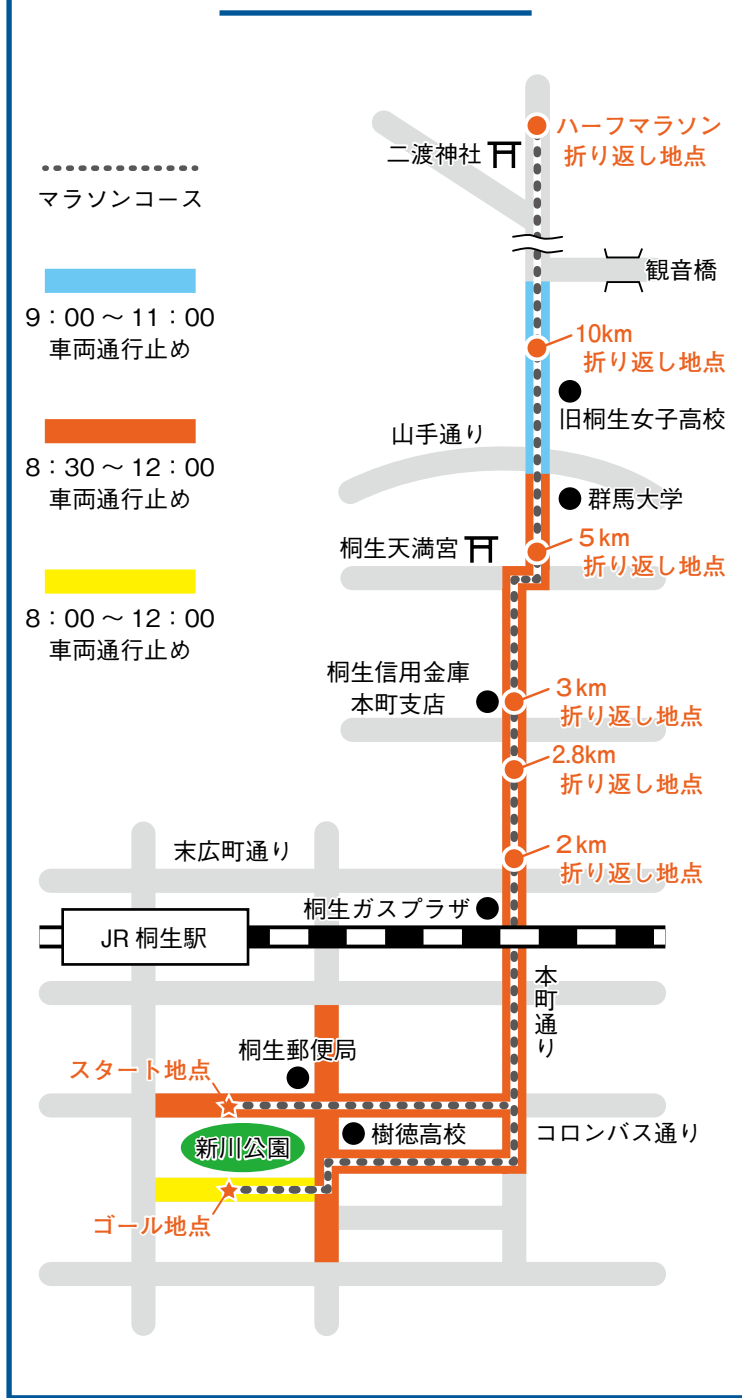 ハーフマラソン
折り返し地点
二渡神社
マラソンコース
観音橋
9：00～11：00
車両通行止め
10km
折り返し地点
旧桐生女子高校
山手通り
8：30～12：00
車両通行止め
群馬大学
5km
折り返し地点
桐生天満宮
8：00～12：00
車両通行止め
桐生信用金庫
本町支店
3km
折り返し地点
2.8km
折り返し地点
2km
折り返し地点
末広町通り
桐生ガスプラザ
JR 桐生駅
本町通り
桐生郵便局
スタート地点
新川公園
樹徳高校
コロンバス通り
ゴール地点